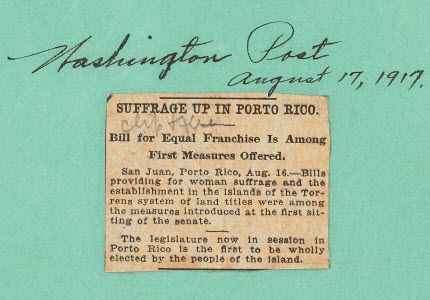 Washington Post
August 17, 1917.
SUFFRAGE UP IN PORTO RICO.
Bill for Equal Franchise Is Among
First Measures Offered.
San Juan, Porto Rico, Aug. 16.—Bills
providing for woman suffrage and the
establishment in the islands of the Tor-
rens system of land titles were among
the measures introduced at the first sit-
ting of the senate.
The legislature now in session in
Porto Rico is the first to be wholly
elected by the people of the island.